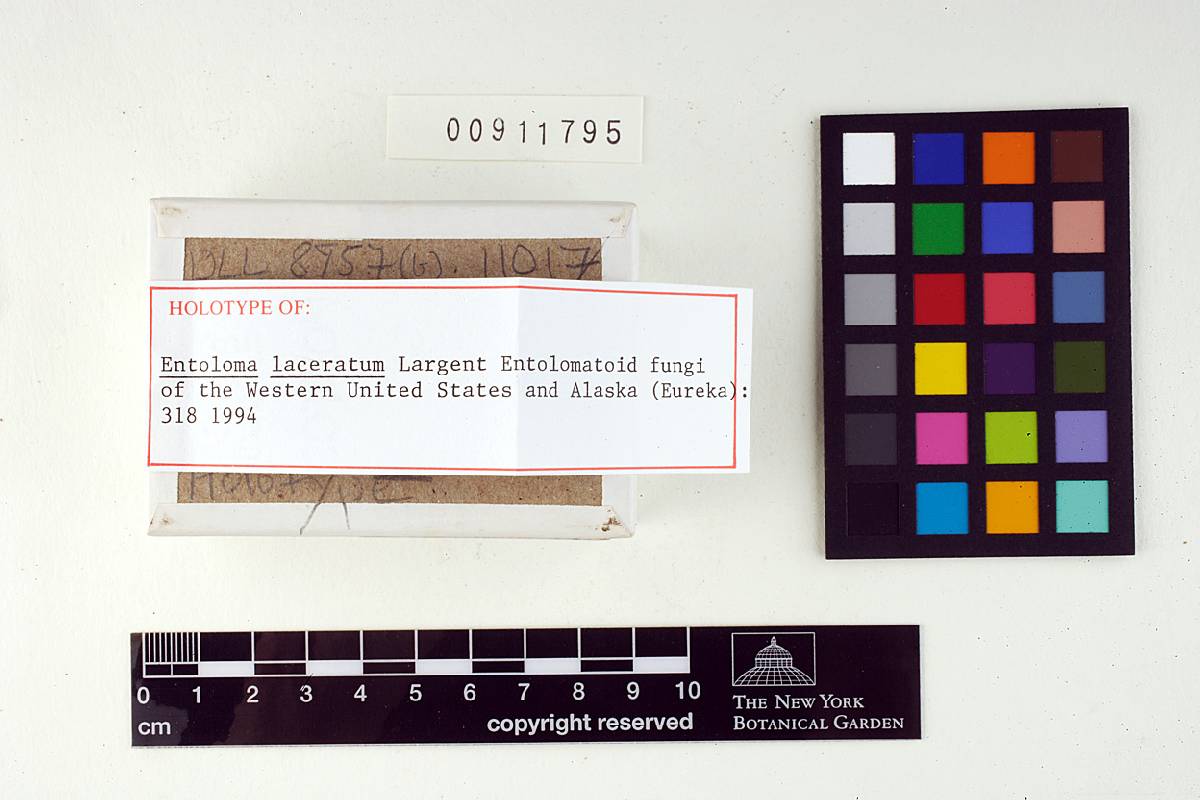 00911795
DLL 8957(G). 11017
HOLOTYPE OF:
Entoloma laceratum Largent Entolomatoid fungi
of the Western United States and Alaska (Eureka):
318 1994
HOLOTYPE
0 1 2 3 4 5 6 7 8 9 10
cm
copyright reserved
THE NEW YORK
BOTANICAL GARDEN